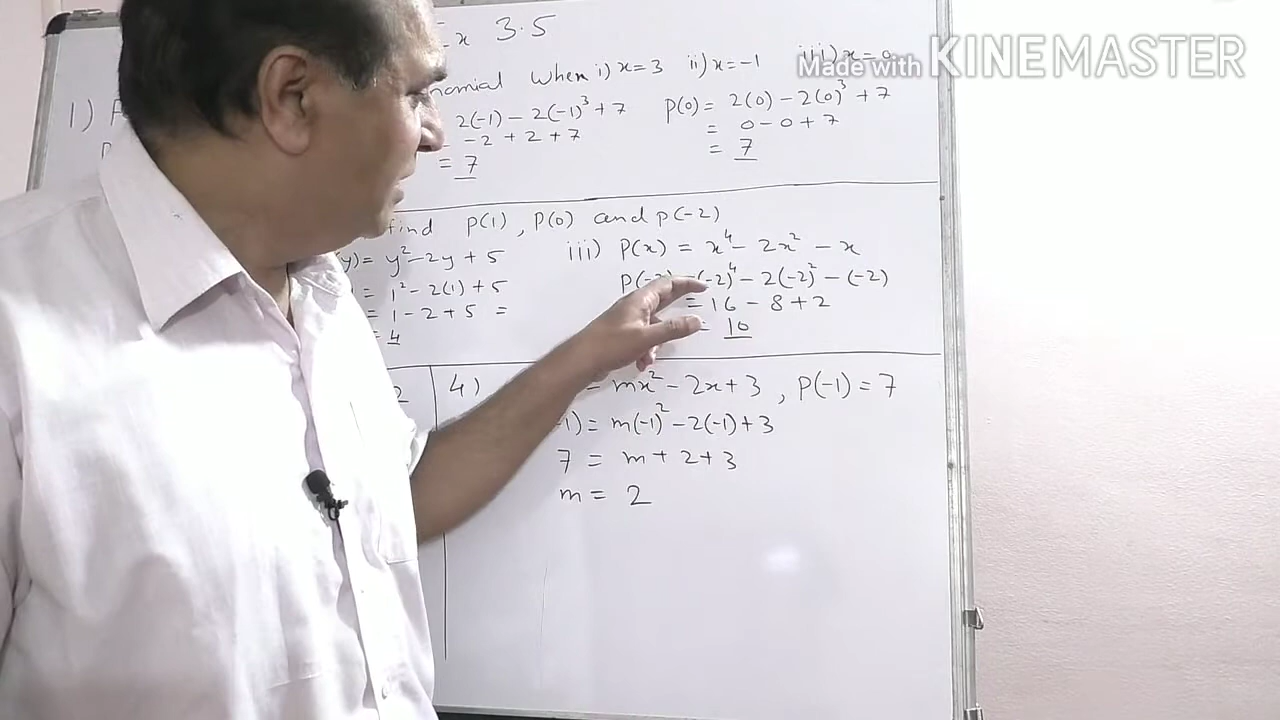 x 3.5
nomial when i) x=3 ii) x=-1 iii) x=0
Made with KINEMASTER
1)
2(-1) - 2(-1)³ + 7
-2 + 2 + 7
= 7
P(0) = 2(0) - 2(0)³ + 7
= 0 - 0 + 7
= 7
find P(1), P(0) and P(-2)
y) = y² - 2y + 5
= 1² - 2(1) + 5
= 1 - 2 + 5 =
= 4
iii) P(x) = x⁴ - 2x² - x
P(-2) = (-2)⁴ - 2(-2)² - (-2)
= 16 - 8 + 2
= 10
2
4)
= mx² - 2x + 3, P(-1) = 7
-1) = m(-1)² - 2(-1) + 3
7 = m + 2 + 3
m = 2